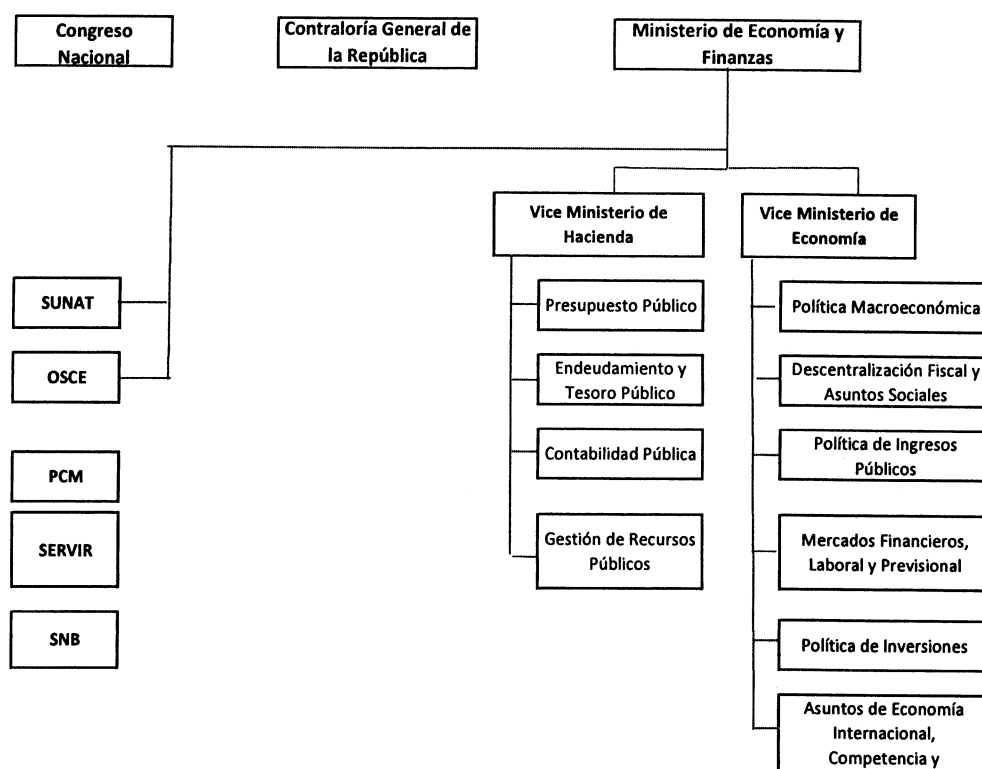 Congreso
Nacional
Contraloría General de
la República
Ministerio de Economía y
Finanzas
Vice Ministerio de
Hacienda
Vice Ministerio de
Economía
SUNAT
OSCE
PCM
SERVIR
SNB
Presupuesto Público
Endeudamiento y
Tesoro Público
Contabilidad Pública
Gestión de Recursos
Públicos
Política Macroeconómica
Descentralización Fiscal y
Asuntos Sociales
Política de Ingresos
Públicos
Mercados Financieros,
Laboral y Previsional
Política de Inversiones
Asuntos de Economía
Internacional,
Competencia y